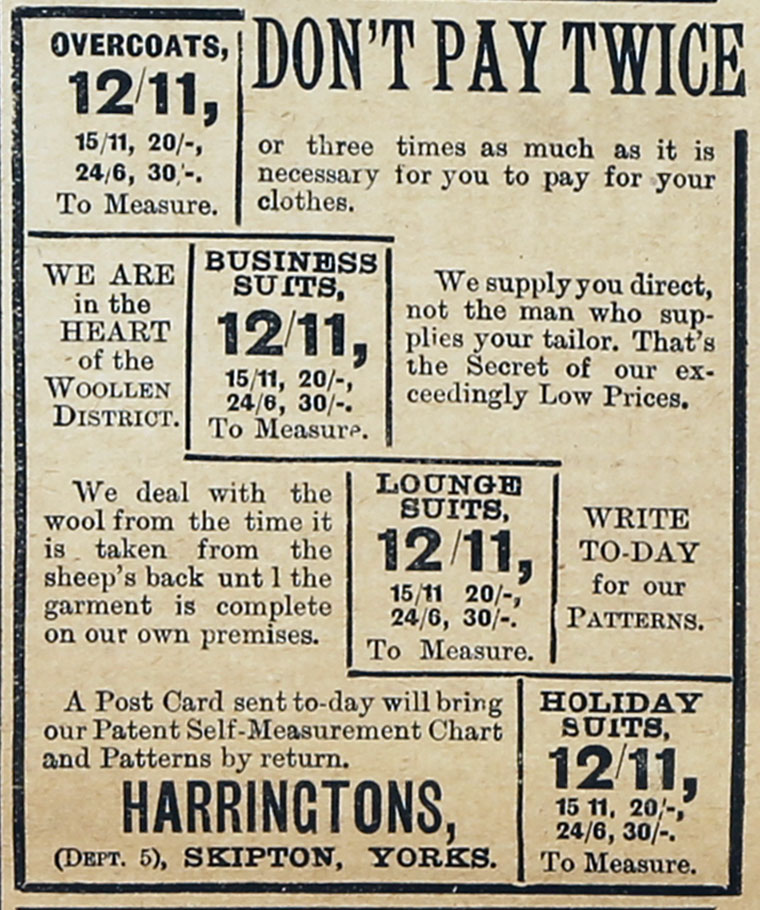 OVERCOATS,
12/11,
15/11, 20/-,
24/6, 30/-.
To Measure.
DON'T PAY TWICE
or three times as much as it is
necessary for you to pay for your
clothes.
WE ARE
in the
HEART
of the
WOOLLEN
DISTRICT.
BUSINESS
SUITS,
12/11,
15/11, 20/-,
24/6, 30/-.
To Measure.
We supply you direct,
not the man who sup-
plies your tailor. That's
the Secret of our ex-
ceedingly Low Prices.
We deal with the
wool from the time it
is taken from the
sheep's back unt l the
garment is complete
on our own premises.
LOUNGE
SUITS,
12/11,
15/11 20/-,
24/6, 30/-.
To Measure.
WRITE
TO-DAY
for our
PATTERNS.
A Post Card sent to-day will bring
our Patent Self-Measurement Chart
and Patterns by return.
HARRINGTONS,
(DEPT. 5), SKIPTON, YORKS.
HOLIDAY
SUITS,
12/11,
15 11, 20/-,
24/6, 30/-.
To Measure.